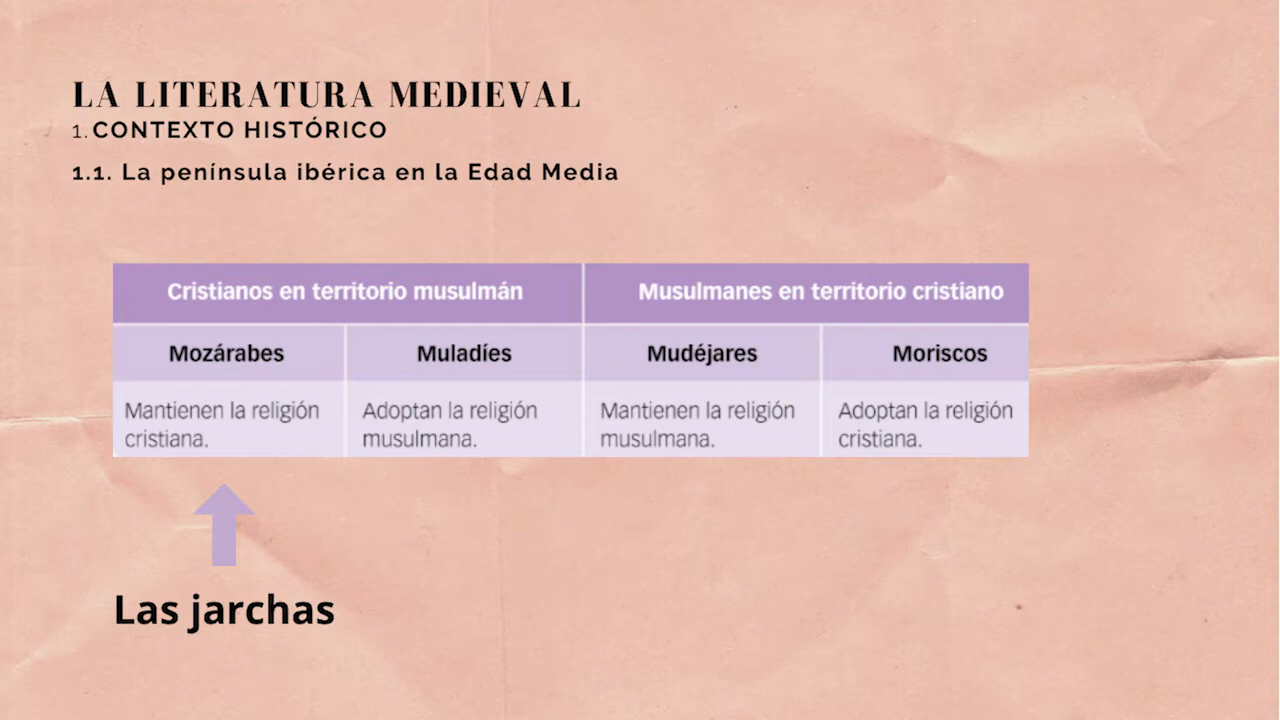 LA LITERATURA MEDIEVAL
1. CONTEXTO HISTÓRICO
1.1. La península ibérica en la Edad Media
Cristianos en territorio musulmán
Musulmanes en territorio cristiano
Mozárabes
Muladíes
Mudéjares
Moriscos
Mantienen la religión
cristiana.
Adoptan la religión
musulmana.
Mantienen la religión
musulmana.
Adoptan la religión
cristiana.
Las jarchas